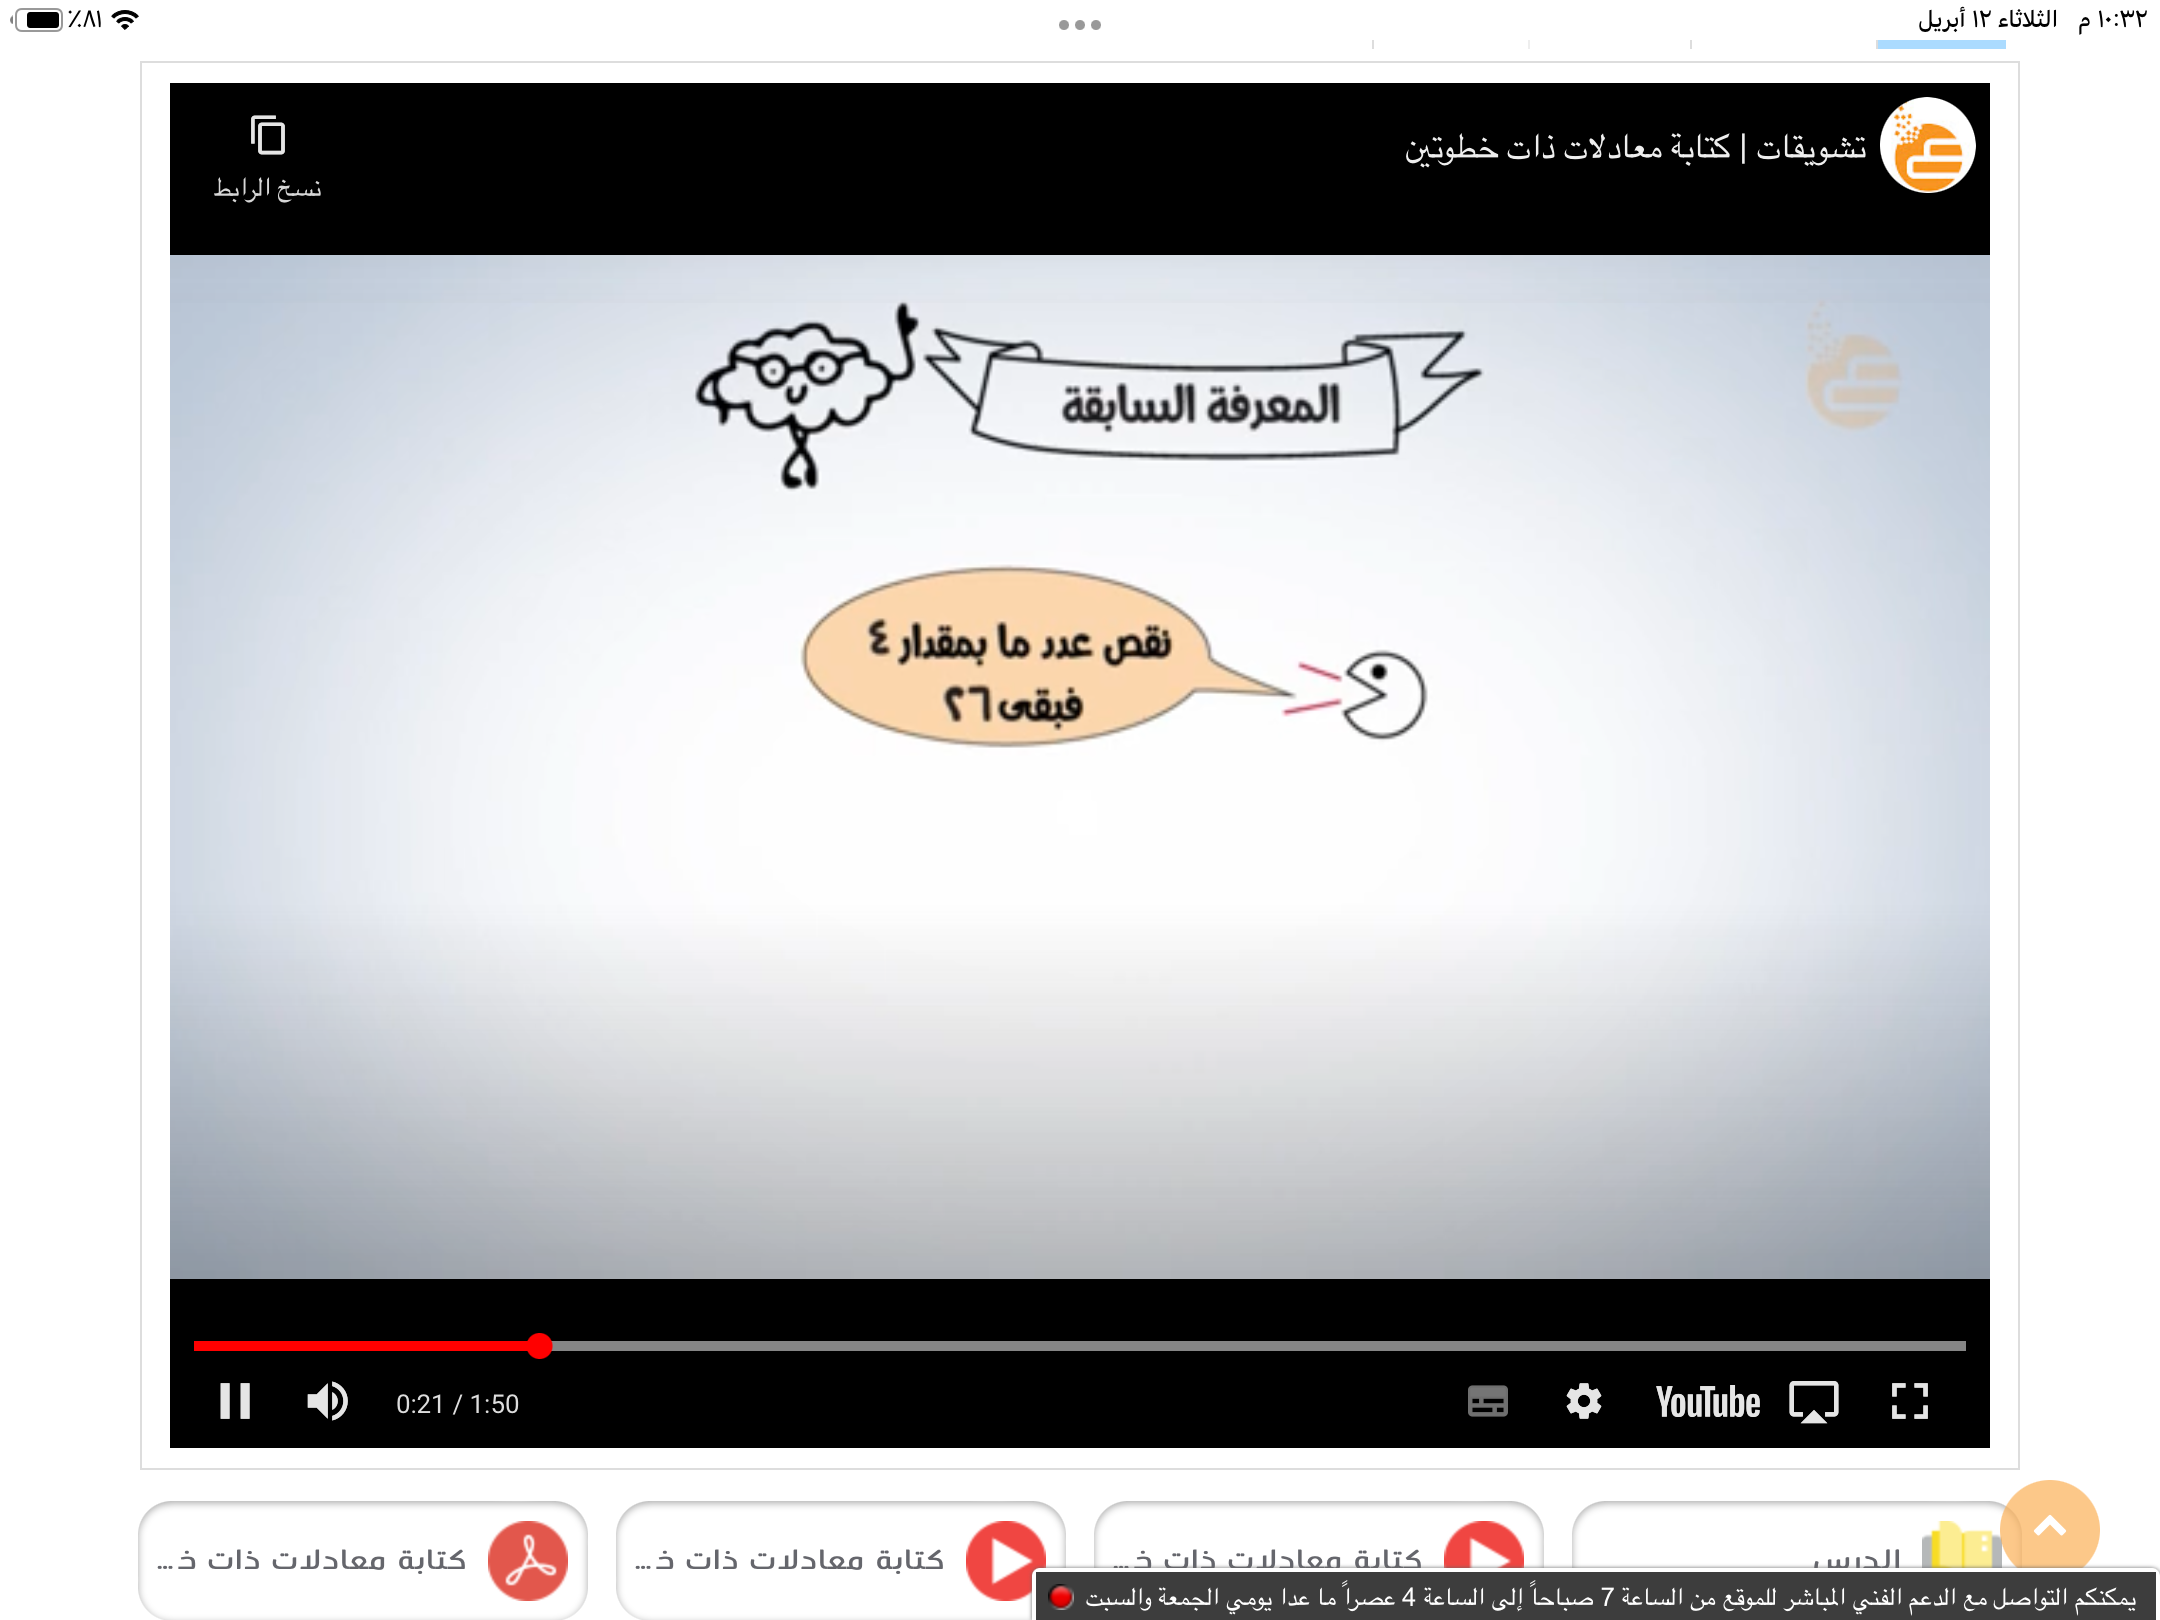 ١٠:٣٢ م الثلاثاء ١٢ أبريل
٪٨١
تشويقات | كتابة معادلات ذات خطوتين
نسخ الرابط
المعرفة السابقة
نقص عدد ما بمقدار ٤
فبقى ٢٦
0:21 / 1:50
YouTube
الدرس
كتابة معادلات ذات خ...
كتابة معادلات ذات خ...
كتابة معادلات ذات خ...
يمكنكم التواصل مع الدعم الفني المباشر للموقع من الساعة 7 صباحاً إلى الساعة 4 عصراً ما عدا يومي الجمعة والسبت